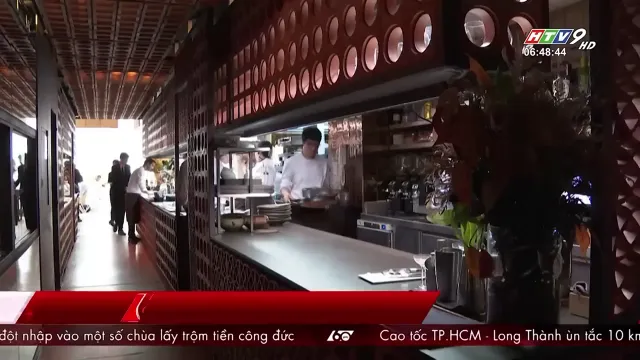 HTV9 HD
06:48:44
đột nhập vào một số chùa lấy trộm tiền công đức 60 Cao tốc TP.HCM - Long Thành ùn tắc 10 km